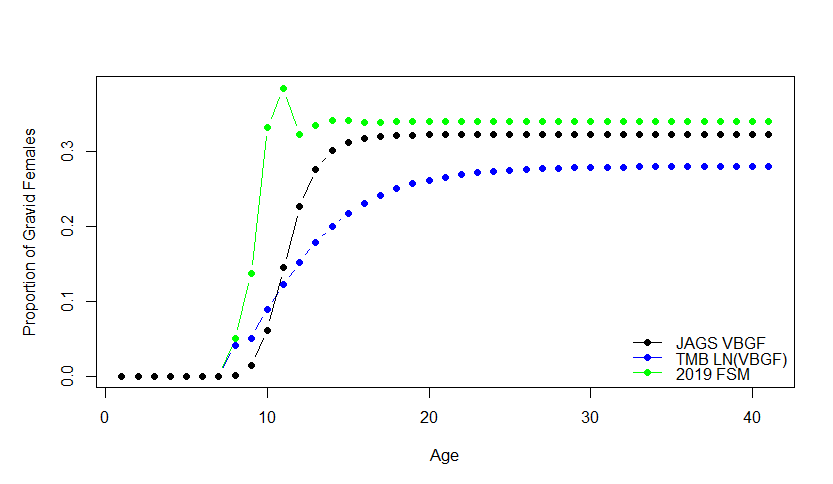 Proportion of Gravid Females
0.3
0.2
0.1
0.0
JAGS VBGF
TMB LN(VBGF)
2019 FSM
0 10 20 30 40
Age